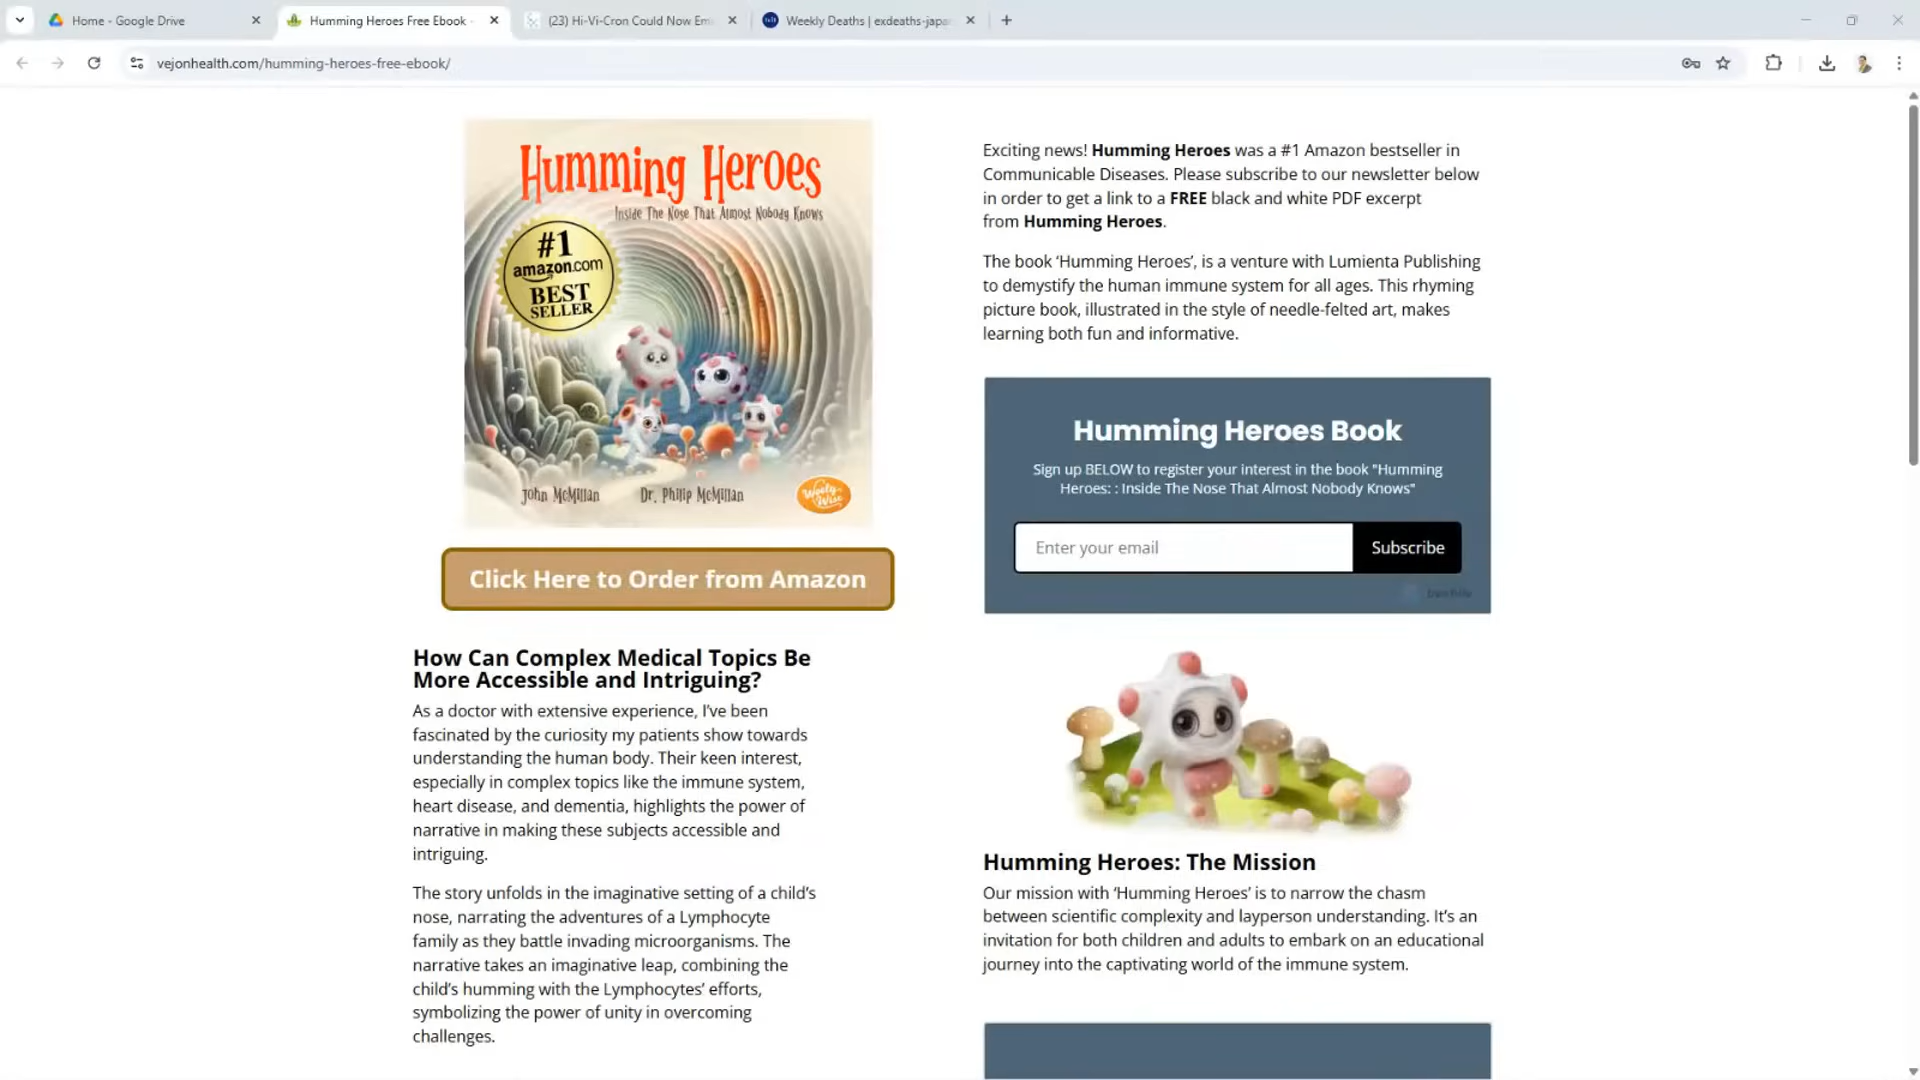 Home - Google Drive
Humming Heroes Free Ebook -
(23) Hi-Vi-Cron Could Now Em
Weekly Deaths | exdeaths-japa
vejonhealth.com/humming-heroes-free-ebook/
Humming Heroes
Inside The Nose That Almost Nobody Knows
#1
amazon.com
BEST
SELLER
John McMillan
Dr. Philip McMillan
Wooly-
Wise
Click Here to Order from Amazon
How Can Complex Medical Topics Be
More Accessible and Intriguing?
As a doctor with extensive experience, I've been
fascinated by the curiosity my patients show towards
understanding the human body. Their keen interest,
especially in complex topics like the immune system,
heart disease, and dementia, highlights the power of
narrative in making these subjects accessible and
intriguing.
The story unfolds in the imaginative setting of a child's
nose, narrating the adventures of a Lymphocyte
family as they battle invading microorganisms. The
narrative takes an imaginative leap, combining the
child's humming with the Lymphocytes' efforts,
symbolizing the power of unity in overcoming
challenges.
Exciting news! Humming Heroes was a #1 Amazon bestseller in
Communicable Diseases. Please subscribe to our newsletter below
in order to get a link to a FREE black and white PDF excerpt
from Humming Heroes.
The book ‘Humming Heroes’, is a venture with Lumienta Publishing
to demystify the human immune system for all ages. This rhyming
picture book, illustrated in the style of needle-felted art, makes
learning both fun and informative.
Humming Heroes Book
Sign up BELOW to register your interest in the book "Humming
Heroes: : Inside The Nose That Almost Nobody Knows"
Enter your email
Subscribe
Humming Heroes: The Mission
Our mission with ‘Humming Heroes’ is to narrow the chasm
between scientific complexity and layperson understanding. It's an
invitation for both children and adults to embark on an educational
journey into the captivating world of the immune system.